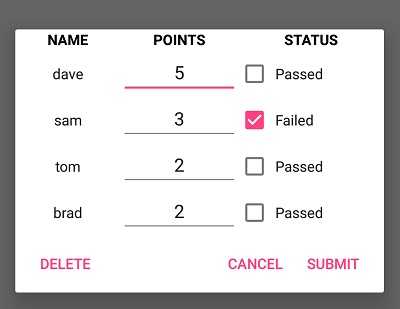 NAME POINTS STATUS
dave 5 Passed
sam 3 Failed
tom 2 Passed
brad 2 Passed
DELETE CANCEL SUBMIT